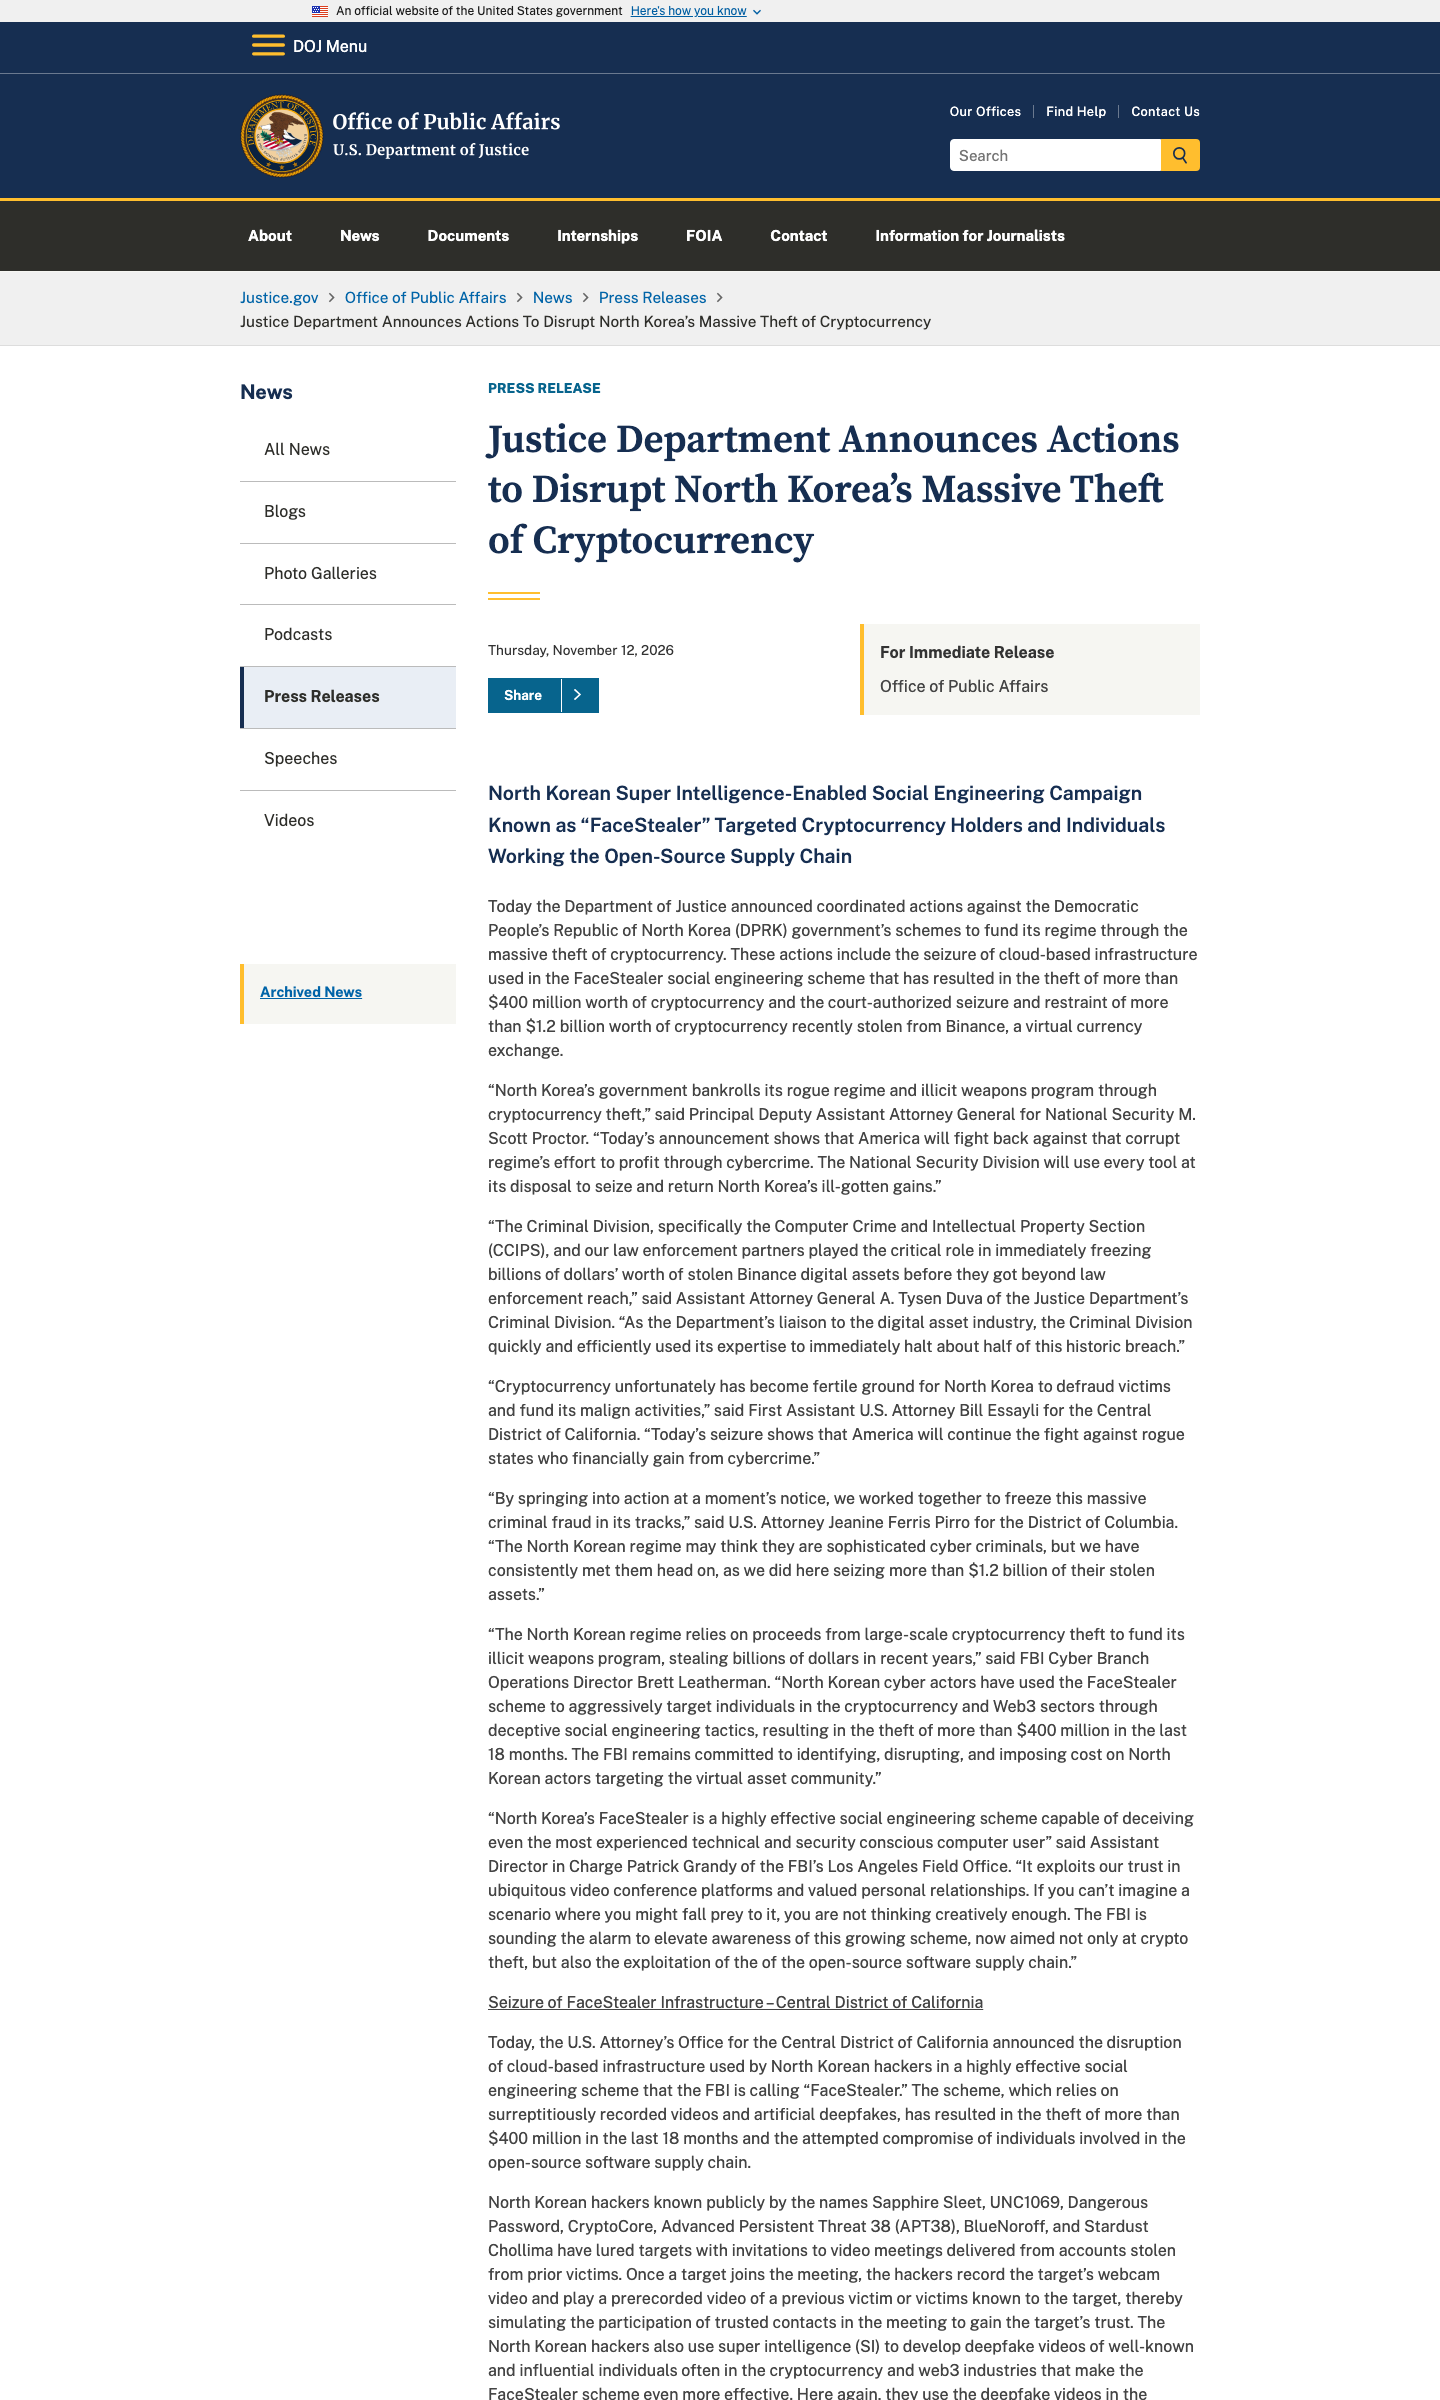 An official website of the United States government Here's how you know
DOJ Menu
Office of Public Affairs
U.S. Department of Justice
Our Offices
Find Help
Contact Us
Search
About
News
Documents
Internships
FOIA
Contact
Information for Journalists
Justice.gov
Office of Public Affairs
News
Press Releases
Justice Department Announces Actions To Disrupt North Korea’s Massive Theft of Cryptocurrency
News
All News
Blogs
Photo Galleries
Podcasts
Press Releases
Speeches
Videos
Archived News
PRESS RELEASE
Justice Department Announces Actions
to Disrupt North Korea’s Massive Theft
of Cryptocurrency
Thursday, November 12, 2026
Share
For Immediate Release
Office of Public Affairs
North Korean Super Intelligence-Enabled Social Engineering Campaign
Known as “FaceStealer” Targeted Cryptocurrency Holders and Individuals
Working the Open-Source Supply Chain
Today the Department of Justice announced coordinated actions against the Democratic
People’s Republic of North Korea (DPRK) government’s schemes to fund its regime through the
massive theft of cryptocurrency. These actions include the seizure of cloud-based infrastructure
used in the FaceStealer social engineering scheme that has resulted in the theft of more than
$400 million worth of cryptocurrency and the court-authorized seizure and restraint of more
than $1.2 billion worth of cryptocurrency recently stolen from Binance, a virtual currency
exchange.
“North Korea’s government bankrolls its rogue regime and illicit weapons program through
cryptocurrency theft,” said Principal Deputy Assistant Attorney General for National Security M.
Scott Proctor. “Today’s announcement shows that America will fight back against that corrupt
regime’s effort to profit through cybercrime. The National Security Division will use every tool at
its disposal to seize and return North Korea’s ill-gotten gains.”
“The Criminal Division, specifically the Computer Crime and Intellectual Property Section
(CCIPS), and our law enforcement partners played the critical role in immediately freezing
billions of dollars’ worth of stolen Binance digital assets before they got beyond law
enforcement reach,” said Assistant Attorney General A. Tysen Duva of the Justice Department’s
Criminal Division. “As the Department’s liaison to the digital asset industry, the Criminal Division
quickly and efficiently used its expertise to immediately halt about half of this historic breach.”
“Cryptocurrency unfortunately has become fertile ground for North Korea to defraud victims
and fund its malign activities,” said First Assistant U.S. Attorney Bill Essayli for the Central
District of California. “Today’s seizure shows that America will continue the fight against rogue
states who financially gain from cybercrime.”
“By springing into action at a moment’s notice, we worked together to freeze this massive
criminal fraud in its tracks,” said U.S. Attorney Jeanine Ferris Pirro for the District of Columbia.
“The North Korean regime may think they are sophisticated cyber criminals, but we have
consistently met them head on, as we did here seizing more than $1.2 billion of their stolen
assets.”
“The North Korean regime relies on proceeds from large-scale cryptocurrency theft to fund its
illicit weapons program, stealing billions of dollars in recent years,” said FBI Cyber Branch
Operations Director Brett Leatherman. “North Korean cyber actors have used the FaceStealer
scheme to aggressively target individuals in the cryptocurrency and Web3 sectors through
deceptive social engineering tactics, resulting in the theft of more than $400 million in the last
18 months. The FBI remains committed to identifying, disrupting, and imposing cost on North
Korean actors targeting the virtual asset community.”
“North Korea’s FaceStealer is a highly effective social engineering scheme capable of deceiving
even the most experienced technical and security conscious computer user” said Assistant
Director in Charge Patrick Grandy of the FBI’s Los Angeles Field Office. “It exploits our trust in
ubiquitous video conference platforms and valued personal relationships. If you can’t imagine a
scenario where you might fall prey to it, you are not thinking creatively enough. The FBI is
sounding the alarm to elevate awareness of this growing scheme, now aimed not only at crypto
theft, but also the exploitation of the of the open-source software supply chain.”
Seizure of FaceStealer Infrastructure – Central District of California
Today, the U.S. Attorney’s Office for the Central District of California announced the disruption
of cloud-based infrastructure used by North Korean hackers in a highly effective social
engineering scheme that the FBI is calling “FaceStealer.” The scheme, which relies on
surreptitiously recorded videos and artificial deepfakes, has resulted in the theft of more than
$400 million in the last 18 months and the attempted compromise of individuals involved in the
open-source software supply chain.
North Korean hackers known publicly by the names Sapphire Sleet, UNC1069, Dangerous
Password, CryptoCore, Advanced Persistent Threat 38 (APT38), BlueNoroff, and Stardust
Chollima have lured targets with invitations to video meetings delivered from accounts stolen
from prior victims. Once a target joins the meeting, the hackers record the target’s webcam
video and play a prerecorded video of a previous victim or victims known to the target, thereby
simulating the participation of trusted contacts in the meeting to gain the target’s trust. The
North Korean hackers also use super intelligence (SI) to develop deepfake videos of well-known
and influential individuals often in the cryptocurrency and web3 industries that make the
FaceStealer scheme even more effective. Here again, they use the deepfake videos in the